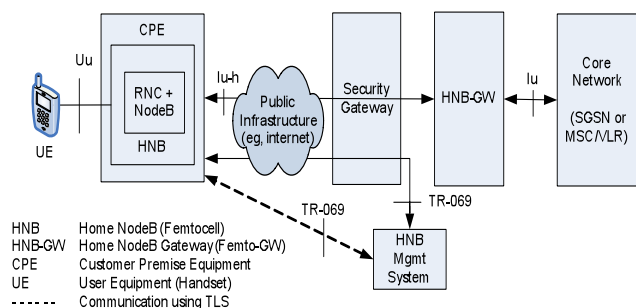 CPE
Uu
RNC +
NodeB
HNB
UE
Iu-h
Public
Infrastructure
(eg, internet)
Security
Gateway
HNB-GW
Iu
Core
Network
(SGSN or
MSC/VLR)
TR-069
TR-069
HNB
Mgmt
System
HNB Home NodeB (Femtocell)
HNB-GW Home NodeB Gateway (Femto-GW)
CPE Customer Premise Equipment
UE User Equipment (Handset)
------ Communication using TLS